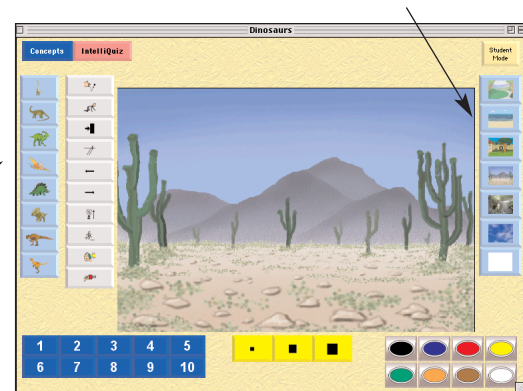 Dinosaurs
Concepts IntelliQuiz
Student
Mode
1 2 3 4 5
6 7 8 9 10